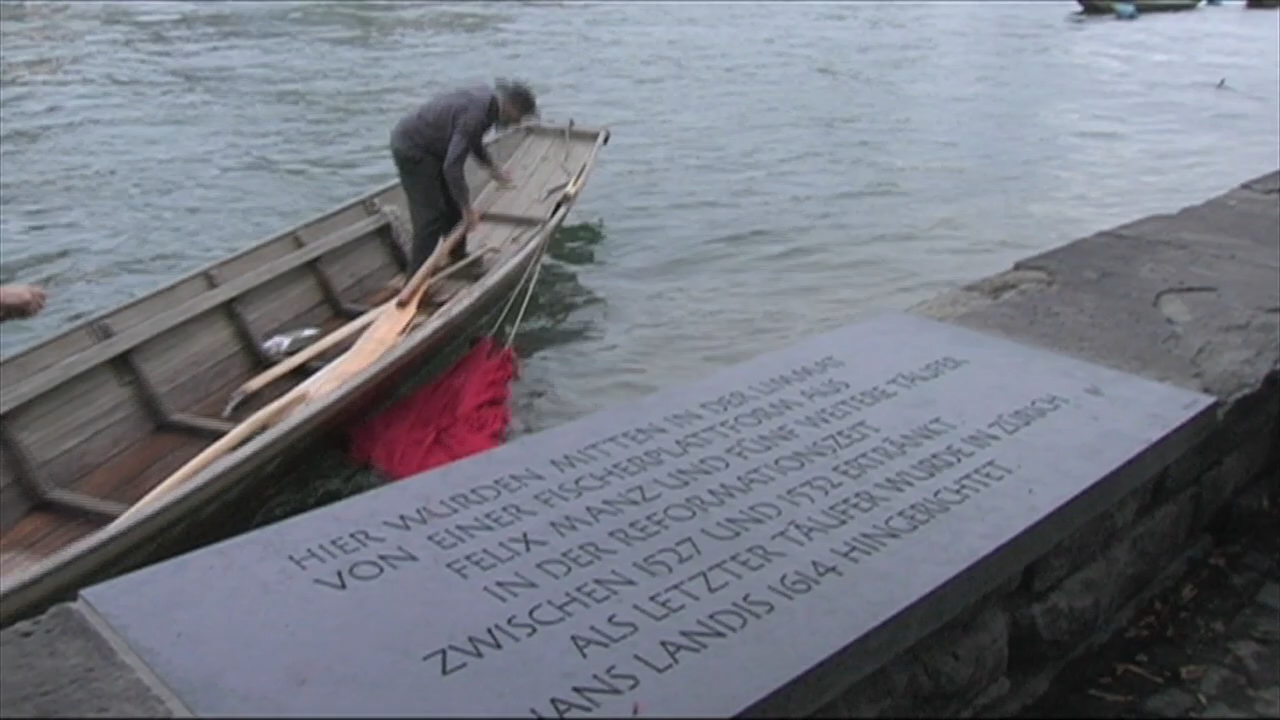 HIER WURDEN MITTEN IN DER LIMMAT
VON EINER FISCHERPLATTFORM AUS
FELIX MANZ UND FÜNF WEITERE TÄUFER
IN DER REFORMATIONSZEIT
ZWISCHEN 1527 UND 1532 ERTRÄNKT.
ALS LETZTER TÄUFER WURDE IN ZÜRICH
HANS LANDIS 1614 HINGERICHTET.